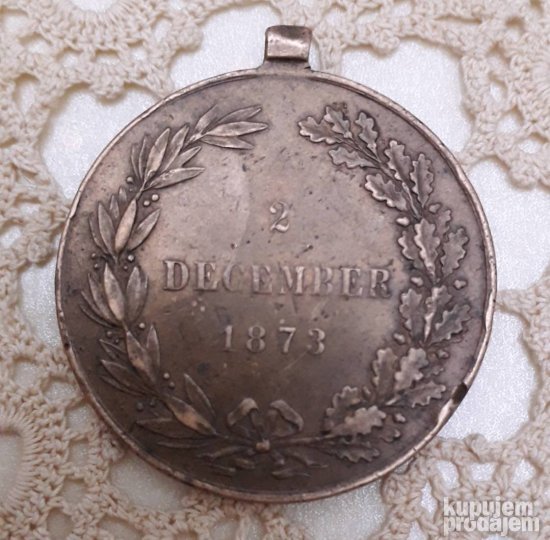 2
DECEMBER
1873
kupujem
prodajem